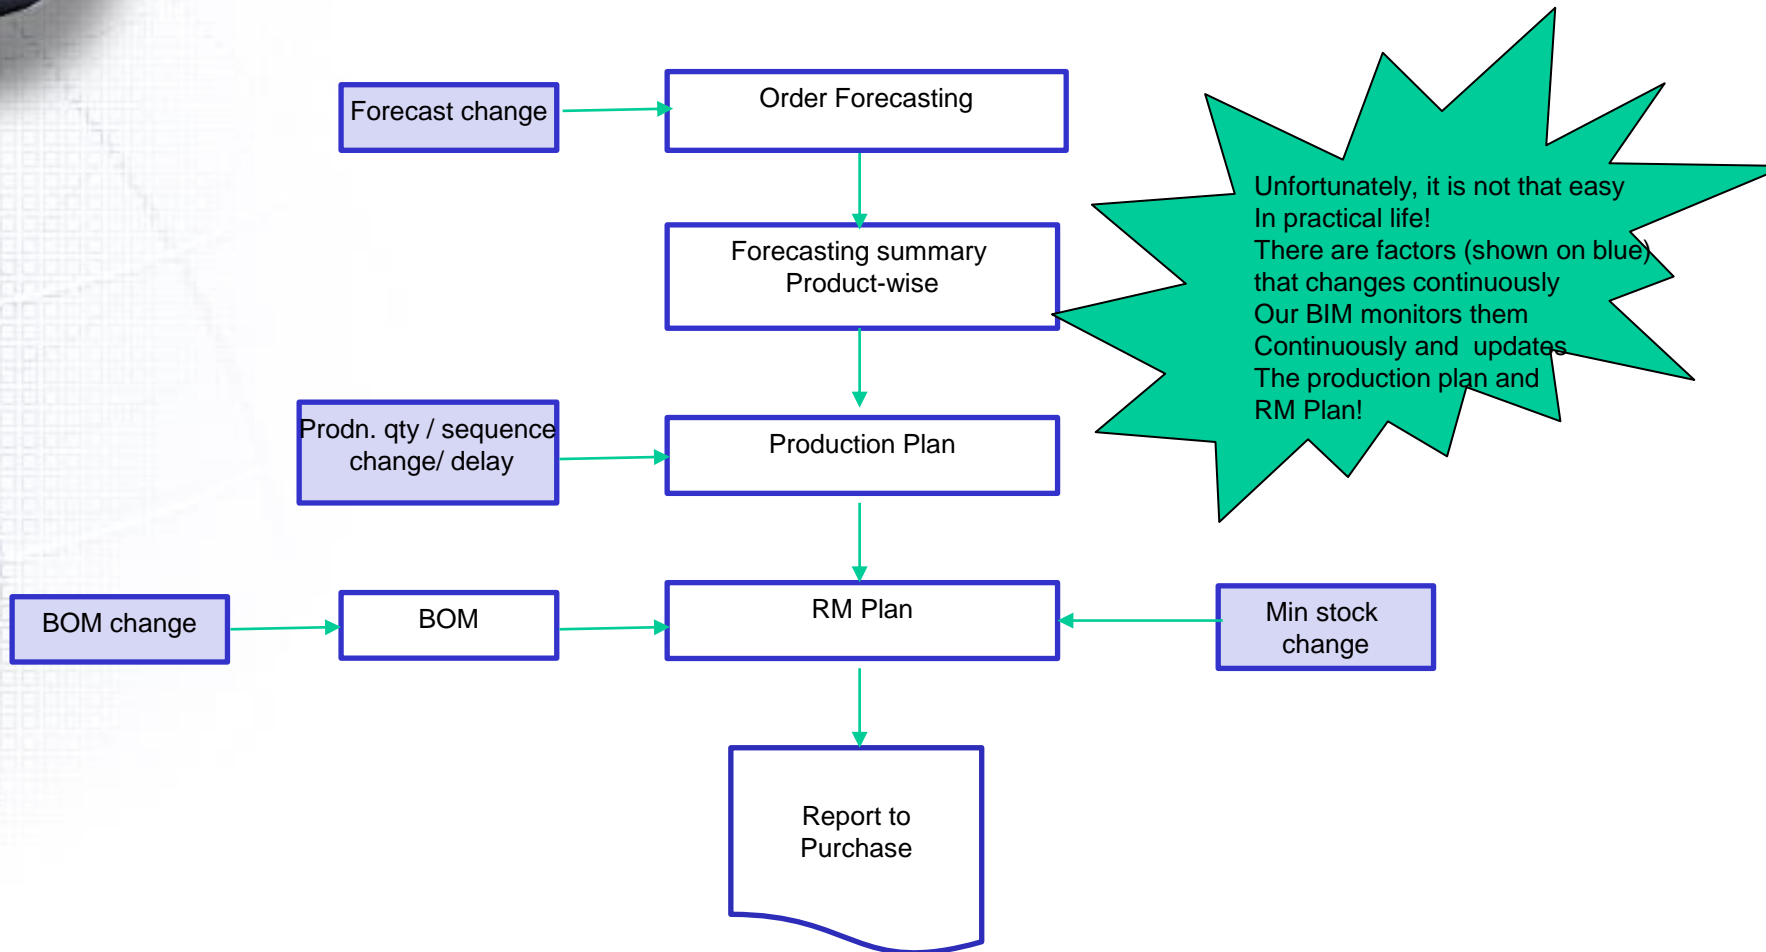 Forecast change
Order Forecasting
Forecasting summary
Product-wise
Unfortunately, it is not that easy
In practical life!
There are factors (shown on blue)
that changes continuously
Our BIM monitors them
Continuously and  updates
The production plan and
RM Plan!
Prodn. qty / sequence
change/ delay
Production Plan
BOM change
BOM
RM Plan
Min stock
change
Report to
Purchase